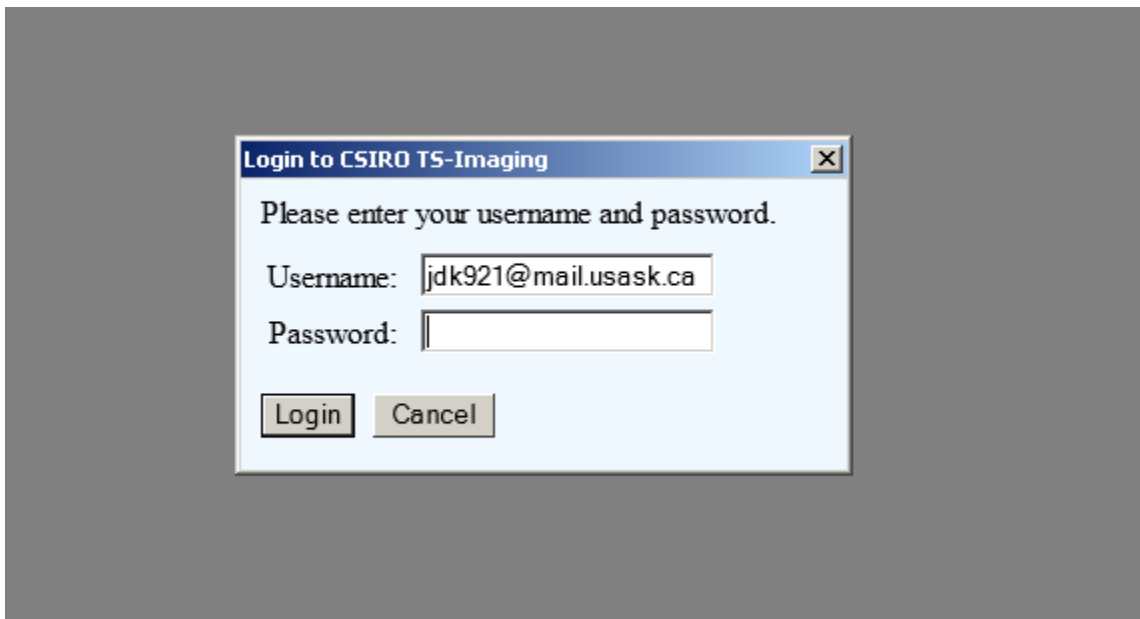 Login to CSIRO TS-Imaging
Please enter your username and password.
Username: jdk921@mail.usask.ca
Password:
Login Cancel